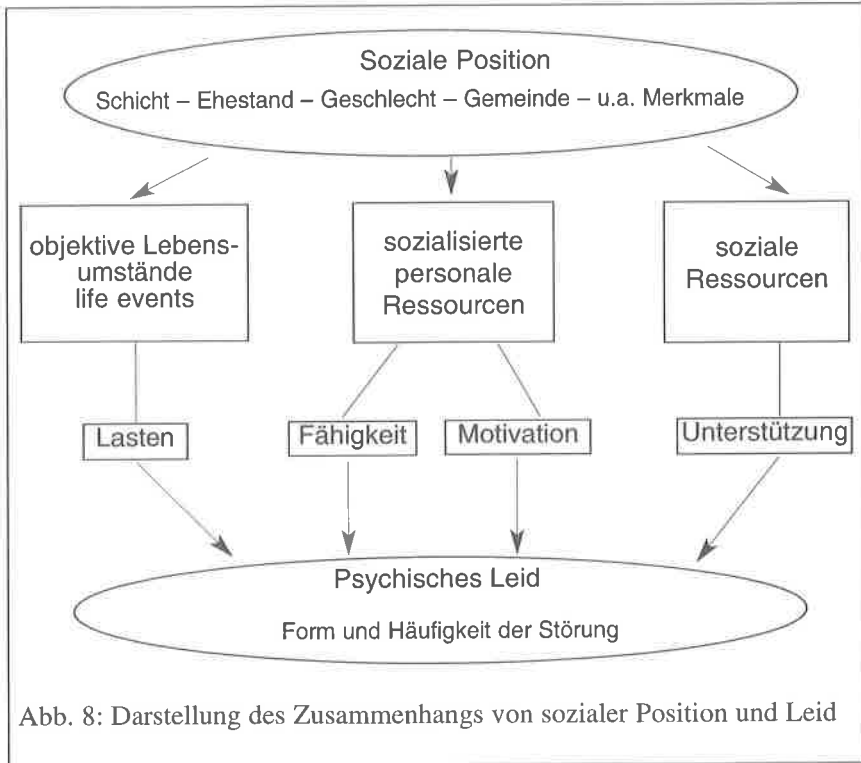 Soziale Position
Schicht – Ehestand – Geschlecht – Gemeinde – u.a. Merkmale
objektive Lebens-
umstände
life events
sozialisierte
personale
Ressourcen
soziale
Ressourcen
Lasten
Fähigkeit
Motivation
Unterstützung
Psychisches Leid
Form und Häufigkeit der Störung
Abb. 8: Darstellung des Zusammenhangs von sozialer Position und Leid